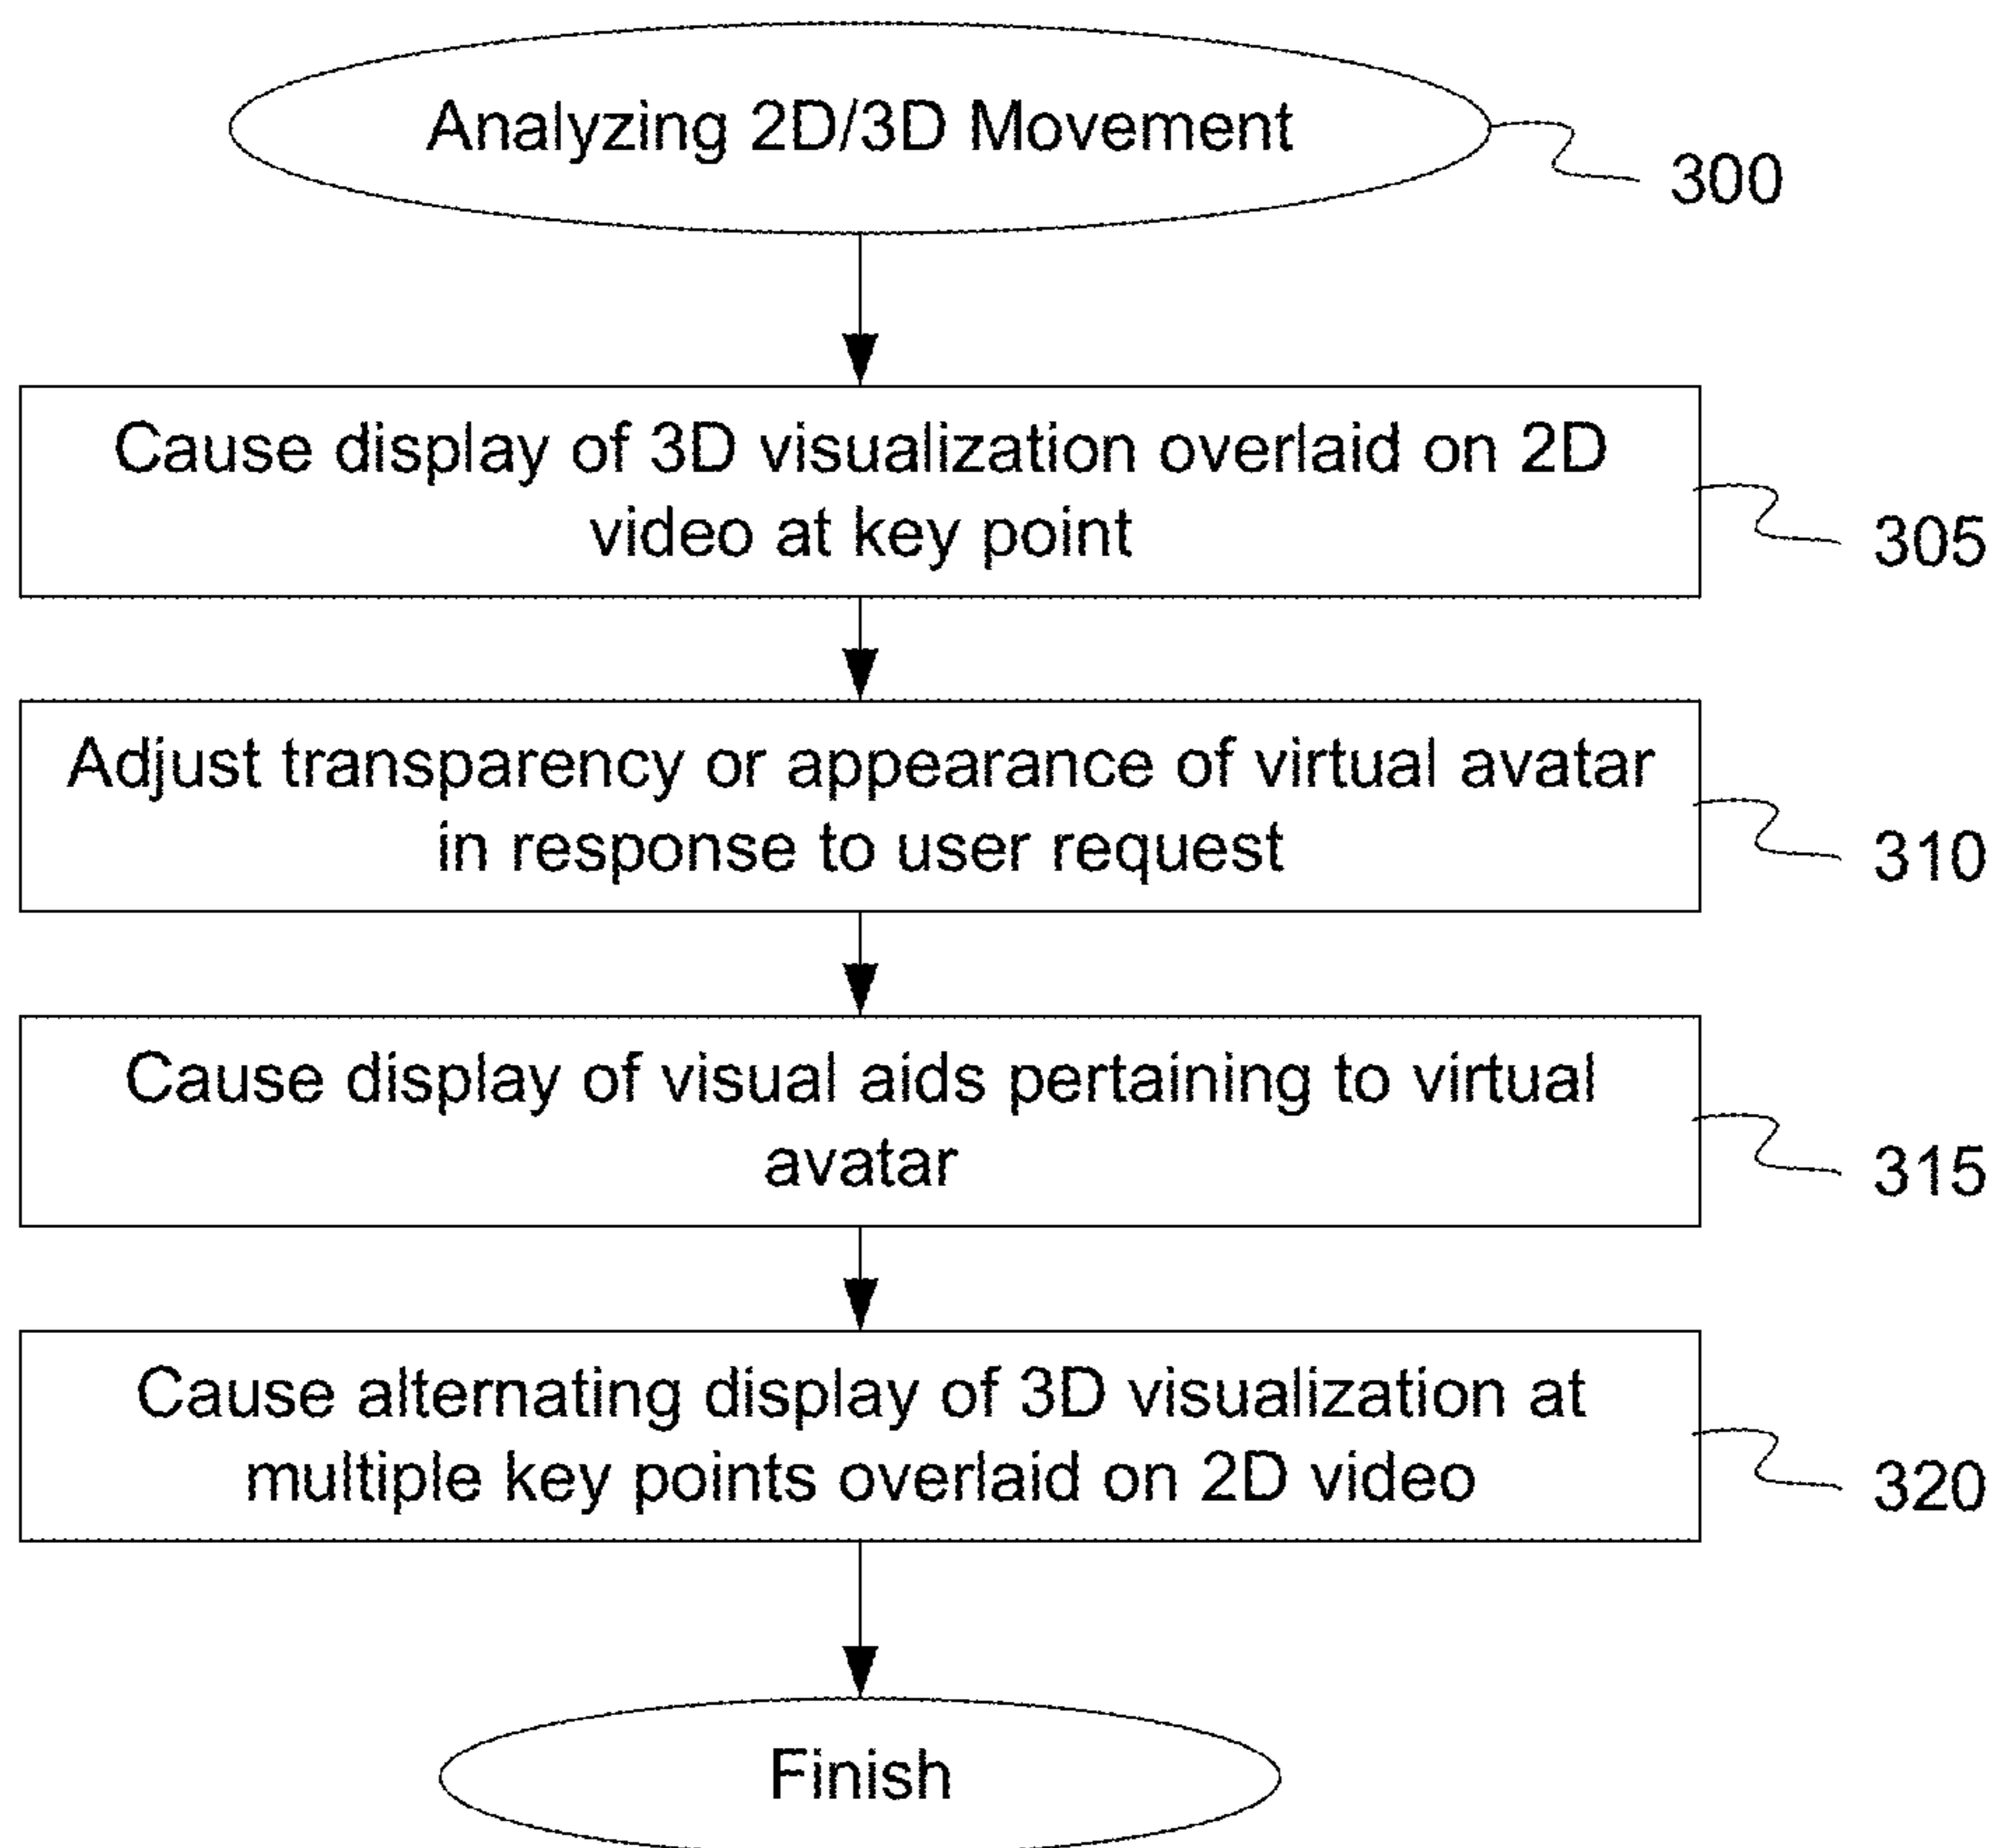 Analyzing 2D/3D Movement
300
Cause display of 3D visualization overlaid on 2D
video at key point
305
Adjust transparency or appearance of virtual avatar
in response to user request
310
Cause display of visual aids pertaining to virtual
avatar
315
Cause alternating display of 3D visualization at
multiple key points overlaid on 2D video
320
Finish